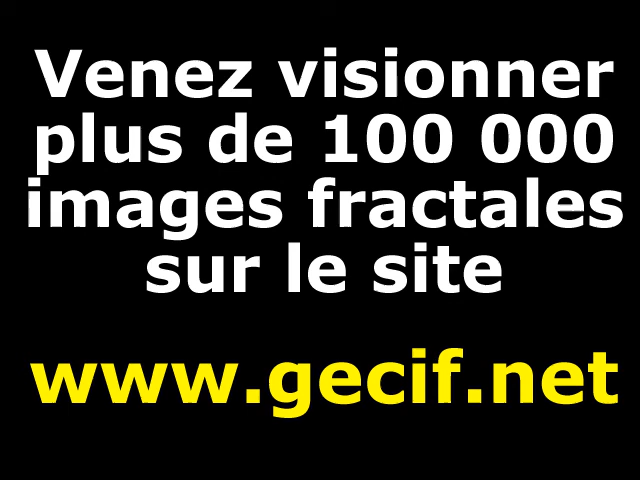 Venez visionner
plus de 100 000
images fractales
sur le site
www.gecif.net